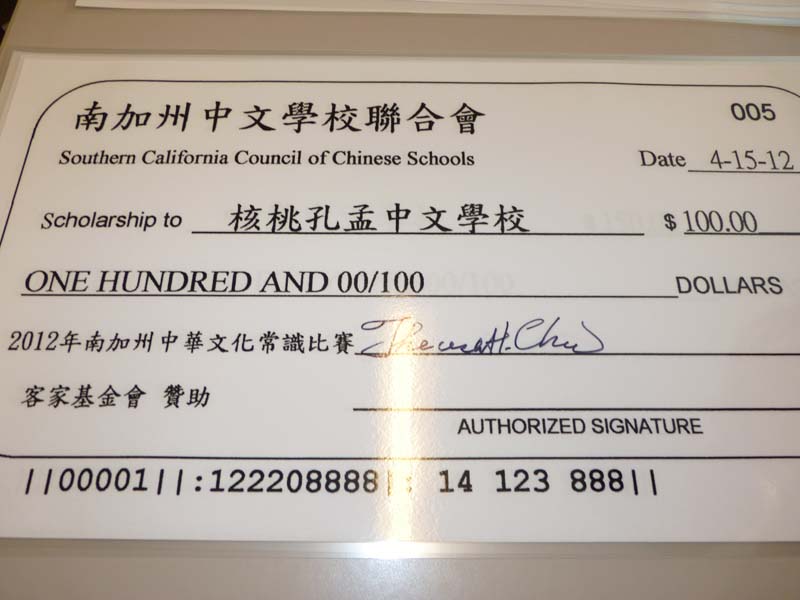 南加州中文學校聯合會 005
Southern California Council of Chinese Schools Date 4-15-12
Scholarship to 核桃孔孟中文學校 $ 100.00
ONE HUNDRED AND 00/100 DOLLARS
2012年南加州中華文化常識比賽 Theresa H. Chu
客家基金會 贊助
AUTHORIZED SIGNATURE
||00001||:122208888|: 14 123 888||